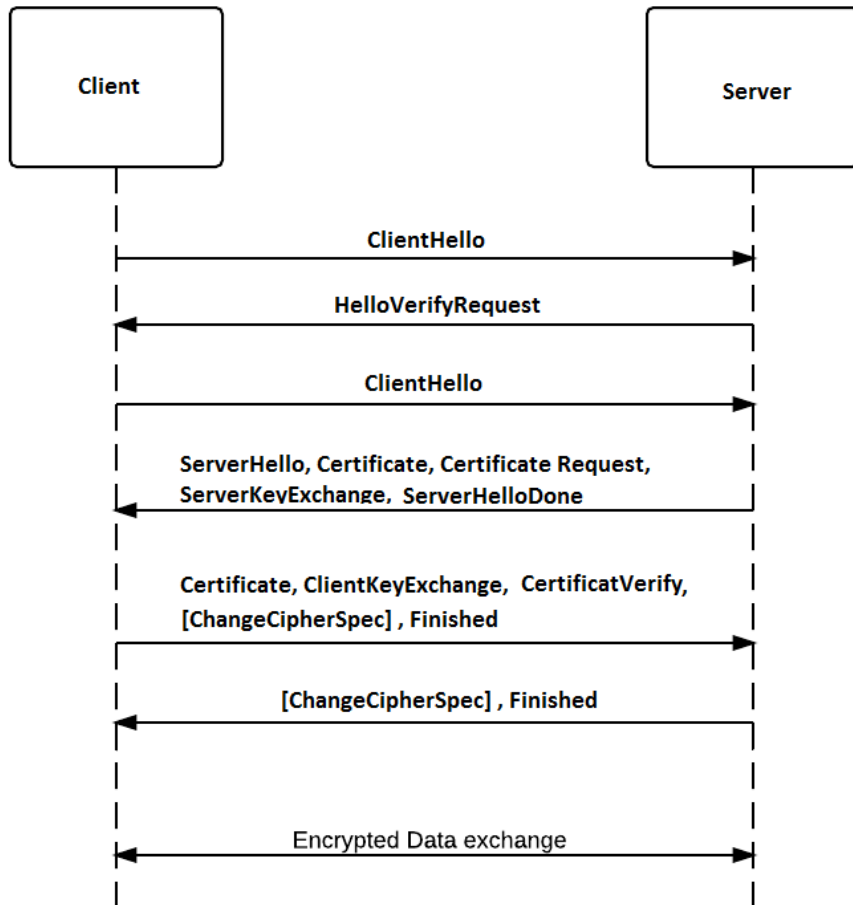 Client
Server
ClientHello
HelloVerifyRequest
ClientHello
ServerHello, Certificate, Certificate Request,
ServerKeyExchange, ServerHelloDone
Certificate, ClientKeyExchange, CertificatVerify,
[ChangeCipherSpec] , Finished
[ChangeCipherSpec] , Finished
Encrypted Data exchange